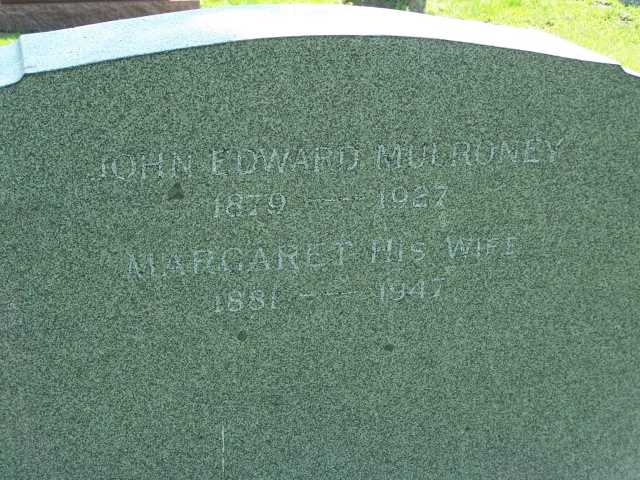 JOHN EDWARD MULRONEY
1879 --- 1927
MARGARET HIS WIFE
1881 --- 1947